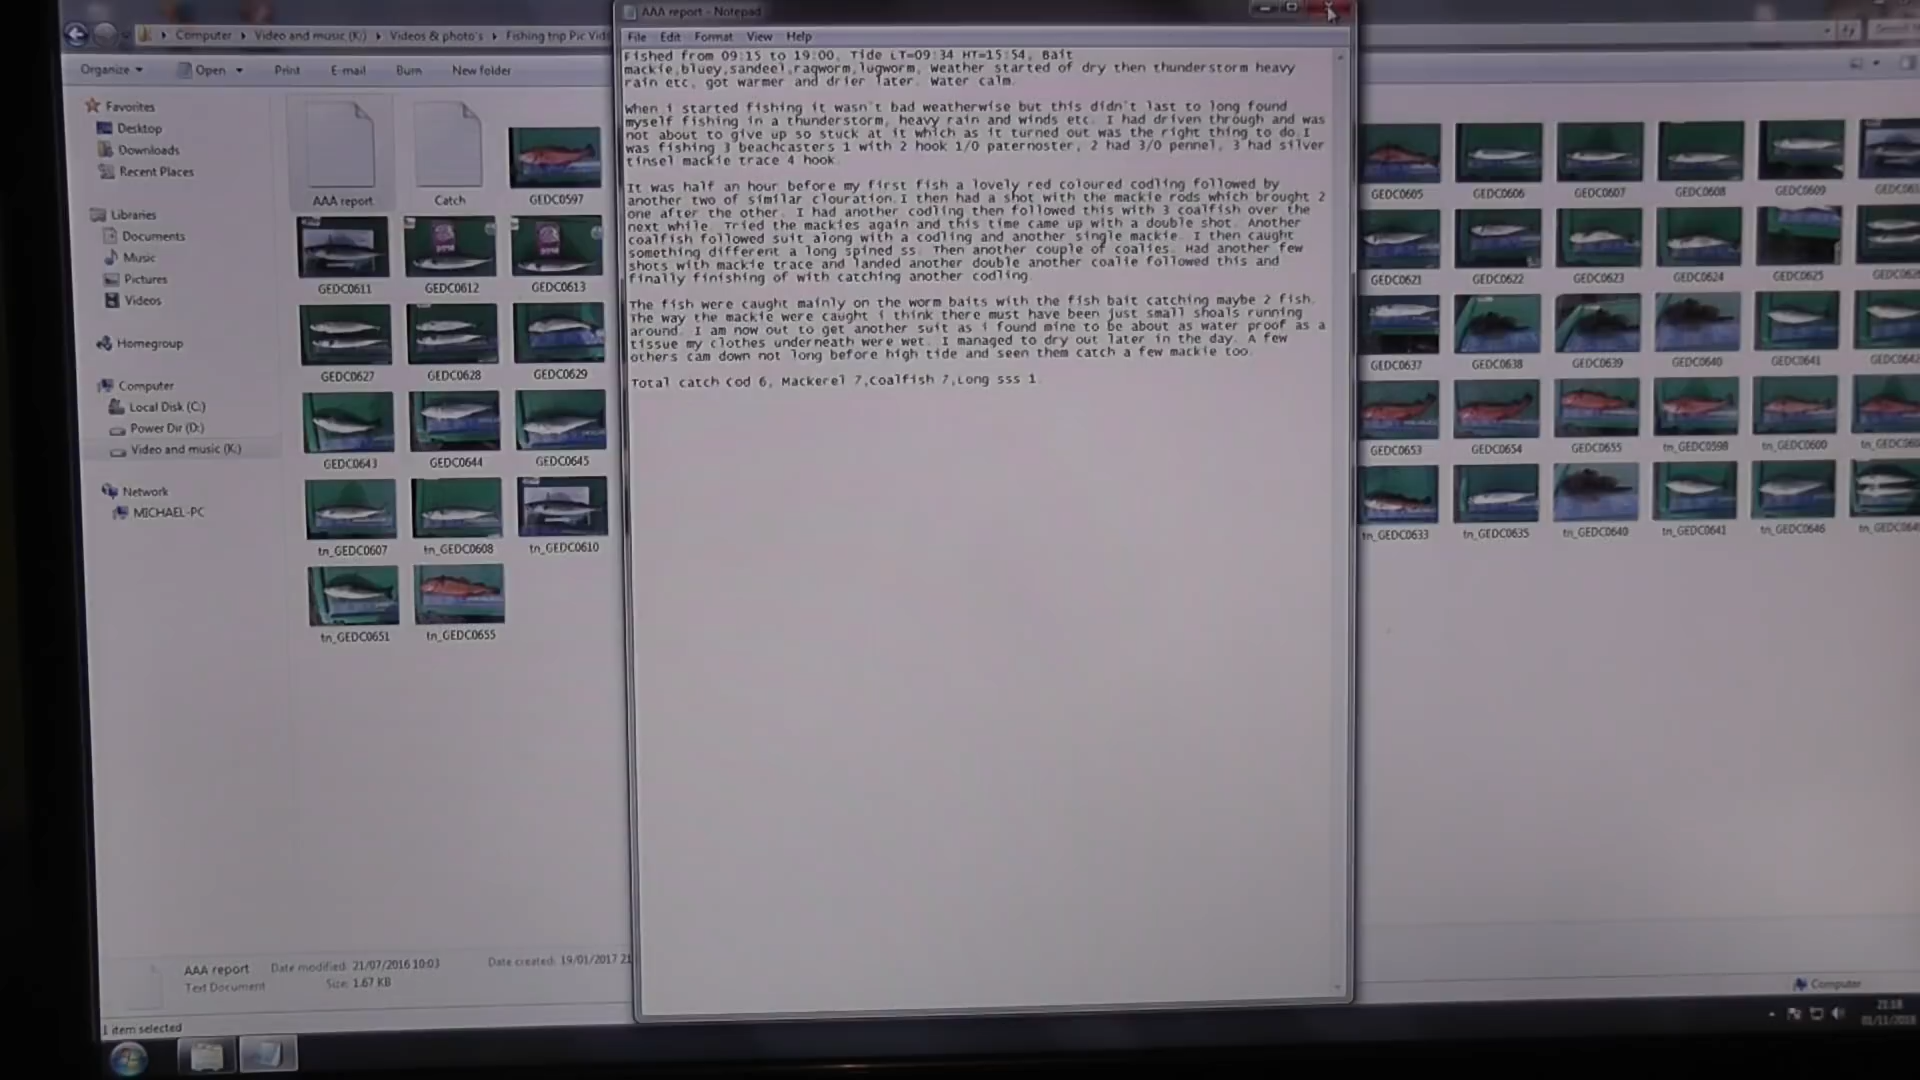 AAA report - Notepad
Computer
Video and music (K:)
Videos & photo's
Fishing trip Pic
File Edit Format View Help
Organize
Open
Print
E-mail
Burn
New folder
Favorites
Desktop
Downloads
Recent Places
Libraries
Documents
Music
Pictures
Videos
Homegroup
Computer
Local Disk (C:)
Power Dir (D:)
Video and music (K:)
Network
MICHAEL-PC
AAA report
Catch
GEDC0597
GEDC0611
GEDC0612
GEDC0613
GEDC0627
GEDC0628
GEDC0629
GEDC0643
GEDC0644
GEDC0645
tn_GEDC0607
tn_GEDC0608
tn_GEDC0610
tn_GEDC0651
tn_GEDC0655
Fished from 09:15 to 19:00, Tide LT=09:34 HT=15:54, Bait
mackie,bluey,sandeel,ragworm,lugworm, weather started of dry then thunderstorm heavy
rain etc, got warmer and drier later. Water calm.
When i started fishing it wasn't bad weatherwise but this didn't last to long found
myself fishing in a thunderstorm, heavy rain and winds etc. I had driven through and was
not about to give up so stuck at it which as it turned out was the right thing to do.I
was fishing 3 beachcasters 1 with 2 hook 1/0 paternoster, 2 had 3/0 pennel, 3 had silver
tinsel mackie trace 4 hook.
It was half an hour before my first fish a lovely red coloured codling followed by
another two of similar clouration.I then had a shot with the mackie rods which brought 2
one after the other. I had another codling then followed this with 3 coalfish over the
next while. Tried the mackies again and this time came up with a double shot. Another
coalfish followed suit along with a codling and another single mackie. I then caught
something different a long spined ss. Then another couple of coalies. Had another few
shots with mackie trace and landed another double another coalie followed this and
finally finishing of with catching another codling.
The fish were caught mainly on the worm baits with the fish bait catching maybe 2 fish.
The way the mackie were caught i think there must have been just small shoals running
around. I am now out to get another suit as i found mine to be about as water proof as a
tissue my clothes underneath were wet. I managed to dry out later in the day. A few
others cam down not long before high tide and seen them catch a few mackie too.
Total catch Cod 6, Mackerel 7,Coalfish 7,Long sss 1.
GEDC0605
GEDC0606
GEDC0607
GEDC0608
GEDC0609
GEDC0621
GEDC0622
GEDC0623
GEDC0624
GEDC0625
GEDC0637
GEDC0638
GEDC0639
GEDC0640
GEDC0641
GEDC0653
GEDC0654
GEDC0655
tn_GEDC0598
tn_GEDC0600
tn_GEDC0633
tn_GEDC0635
tn_GEDC0640
tn_GEDC0641
tn_GEDC0646
AAA report Date modified: 21/07/2016 10:03 Date created: 19/01/2017 21
Text Document Size: 1.67 KB
Computer
1 item selected
21:18